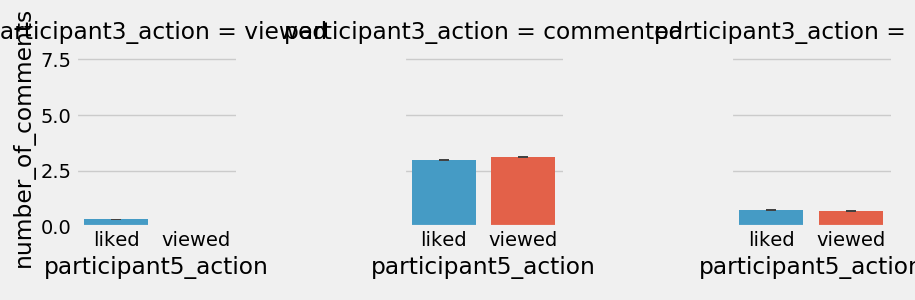 articipant3_action = viewed
participant3_action = commented
participant3_action =
number_of_comments
7.5
5.0
2.5
0.0
liked viewed
liked viewed
liked viewed
participant5_action
participant5_action
participant5_action